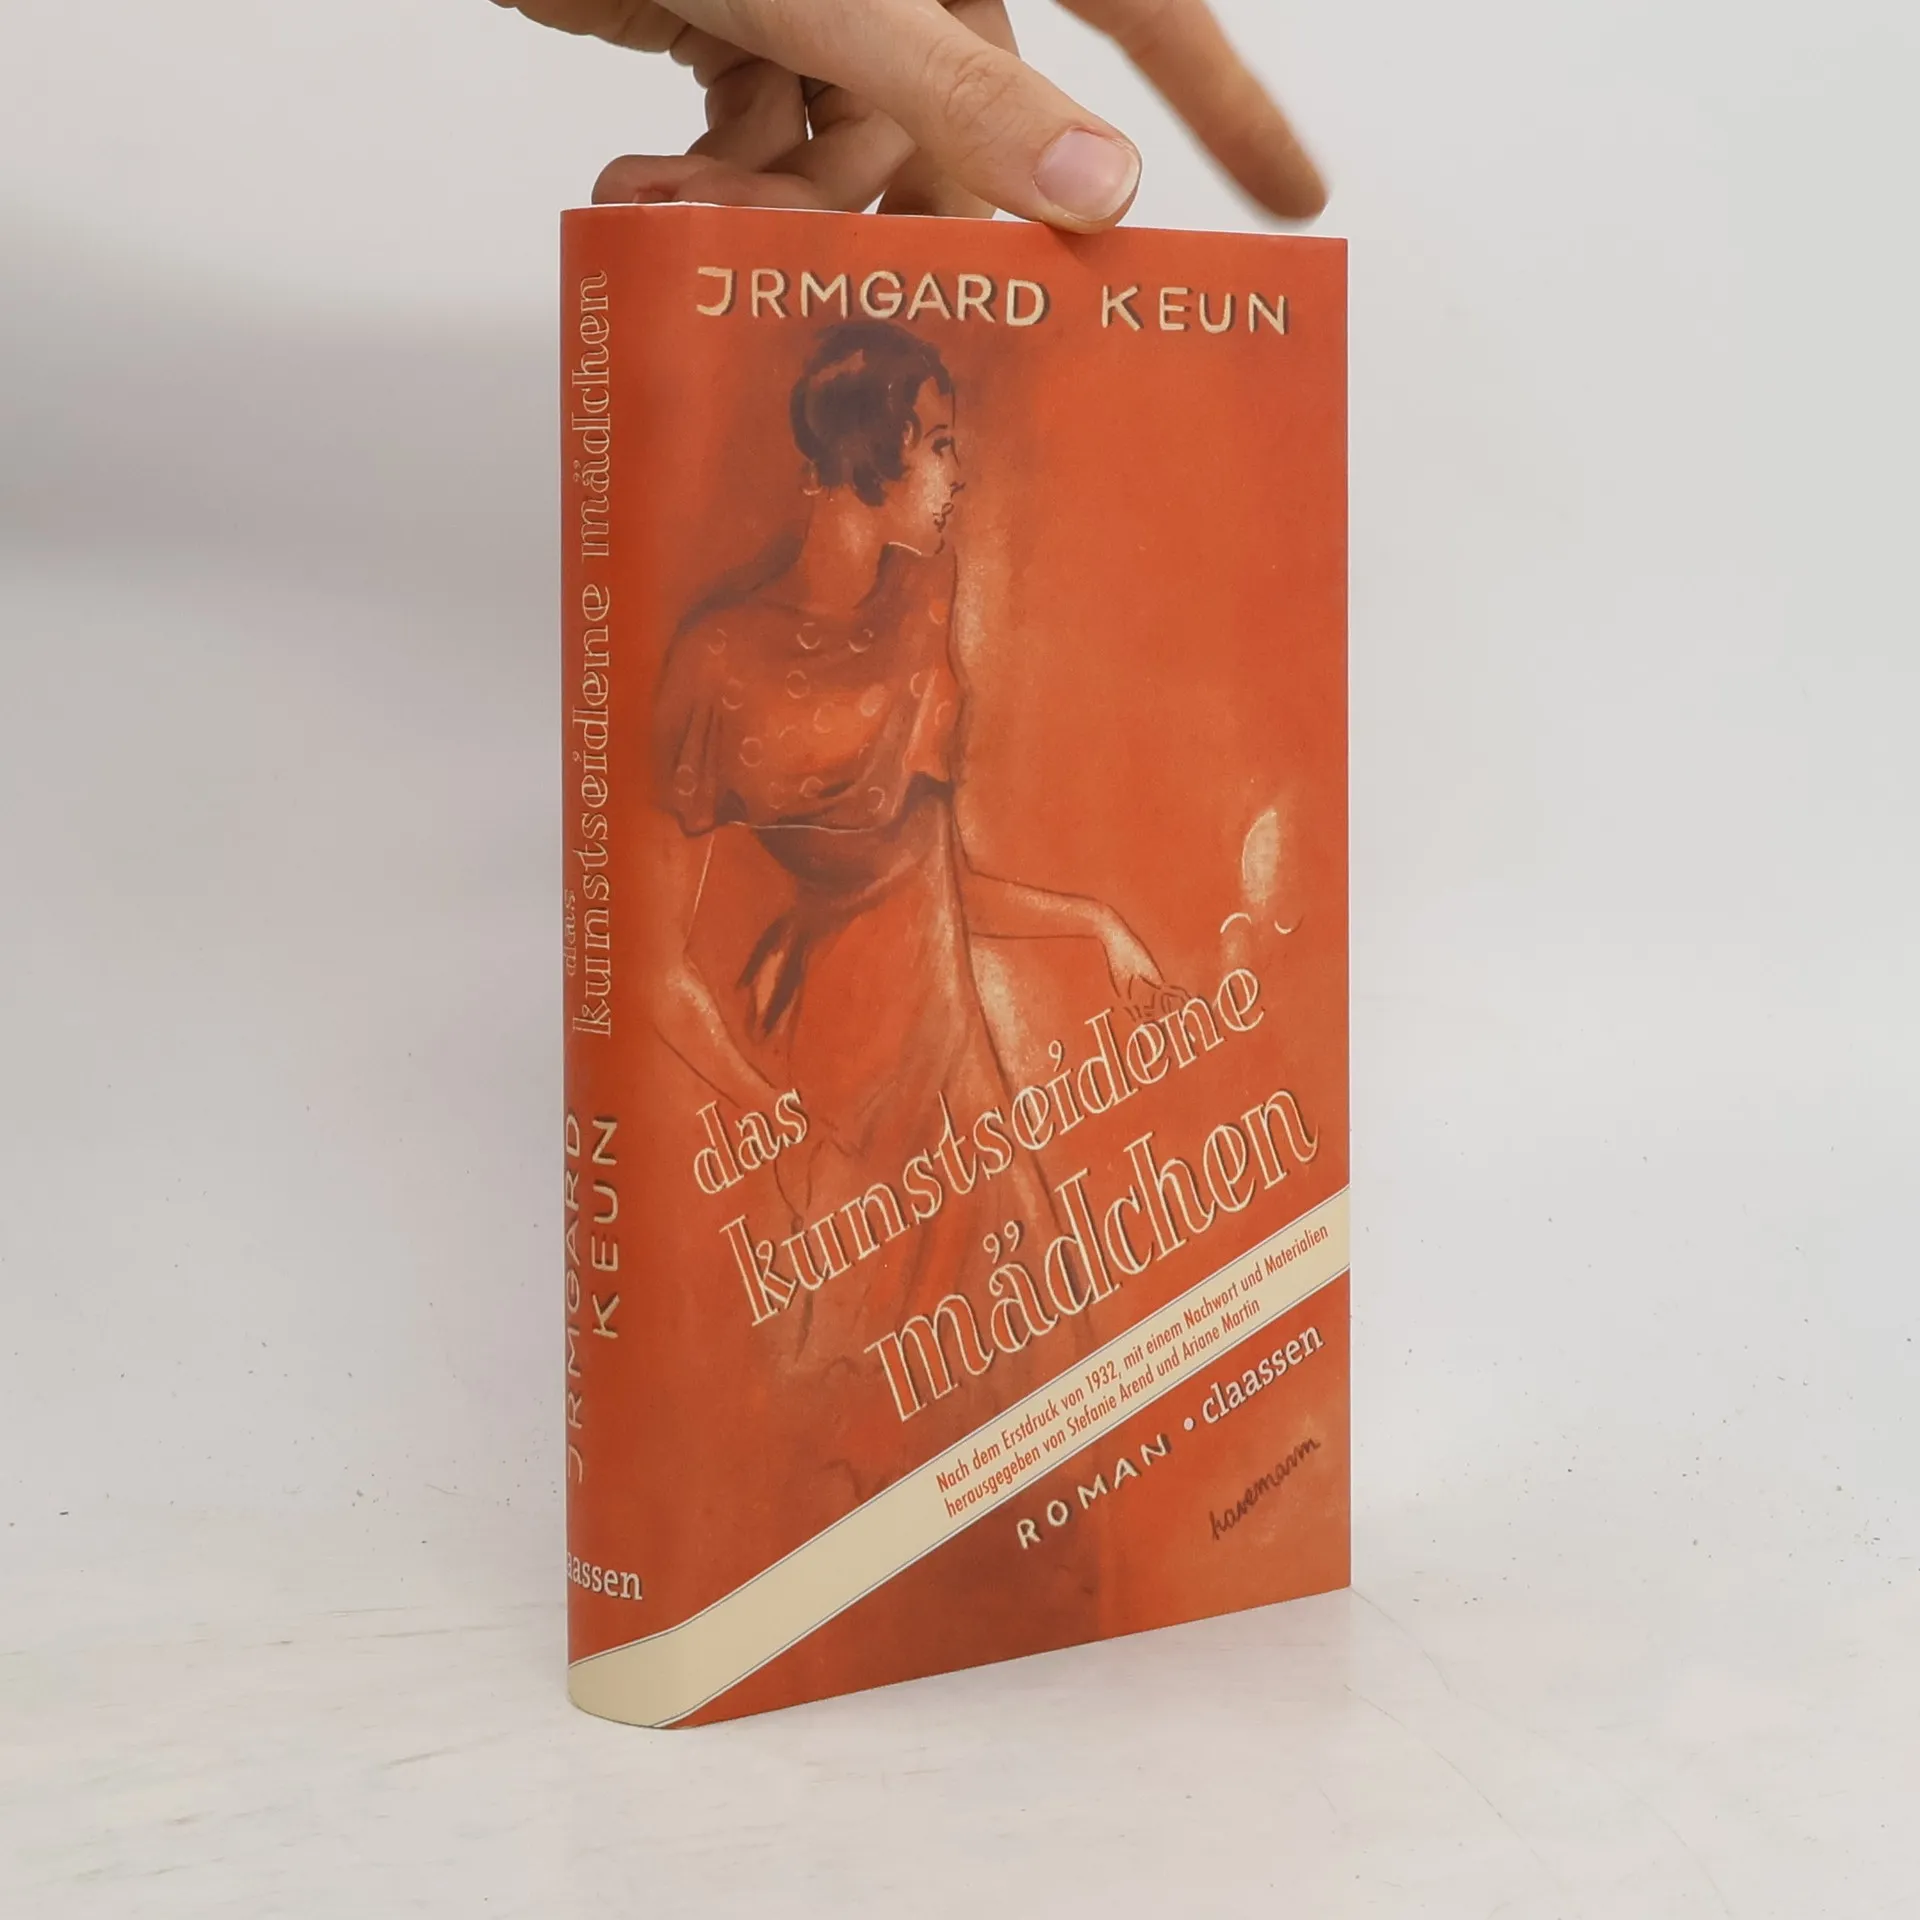 JRMGARD KEUN
das
kunstseidene
mädchen
Nach dem Erstdruck von 1932, mit einem Nachwort und Materialien
herausgegeben von Stefanie Arend und Ariane Martin
ROMAN • claassen
havemann
das
kunstseidene mädchen
JRMGARD
KEUN
aassen